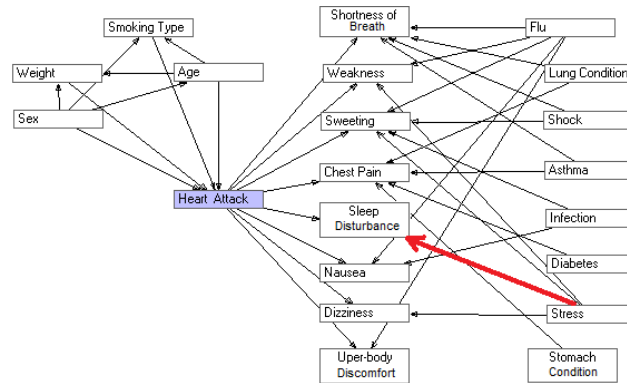 Smoking Type
Shortness of
Breath
Flu
Weight
Age
Weakness
Lung Condition
Sex
Sweeting
Shock
Heart Attack
Chest Pain
Asthma
Sleep
Disturbance
Infection
Nausea
Diabetes
Dizziness
Stress
Uper-body
Discomfort
Stomach
Condition